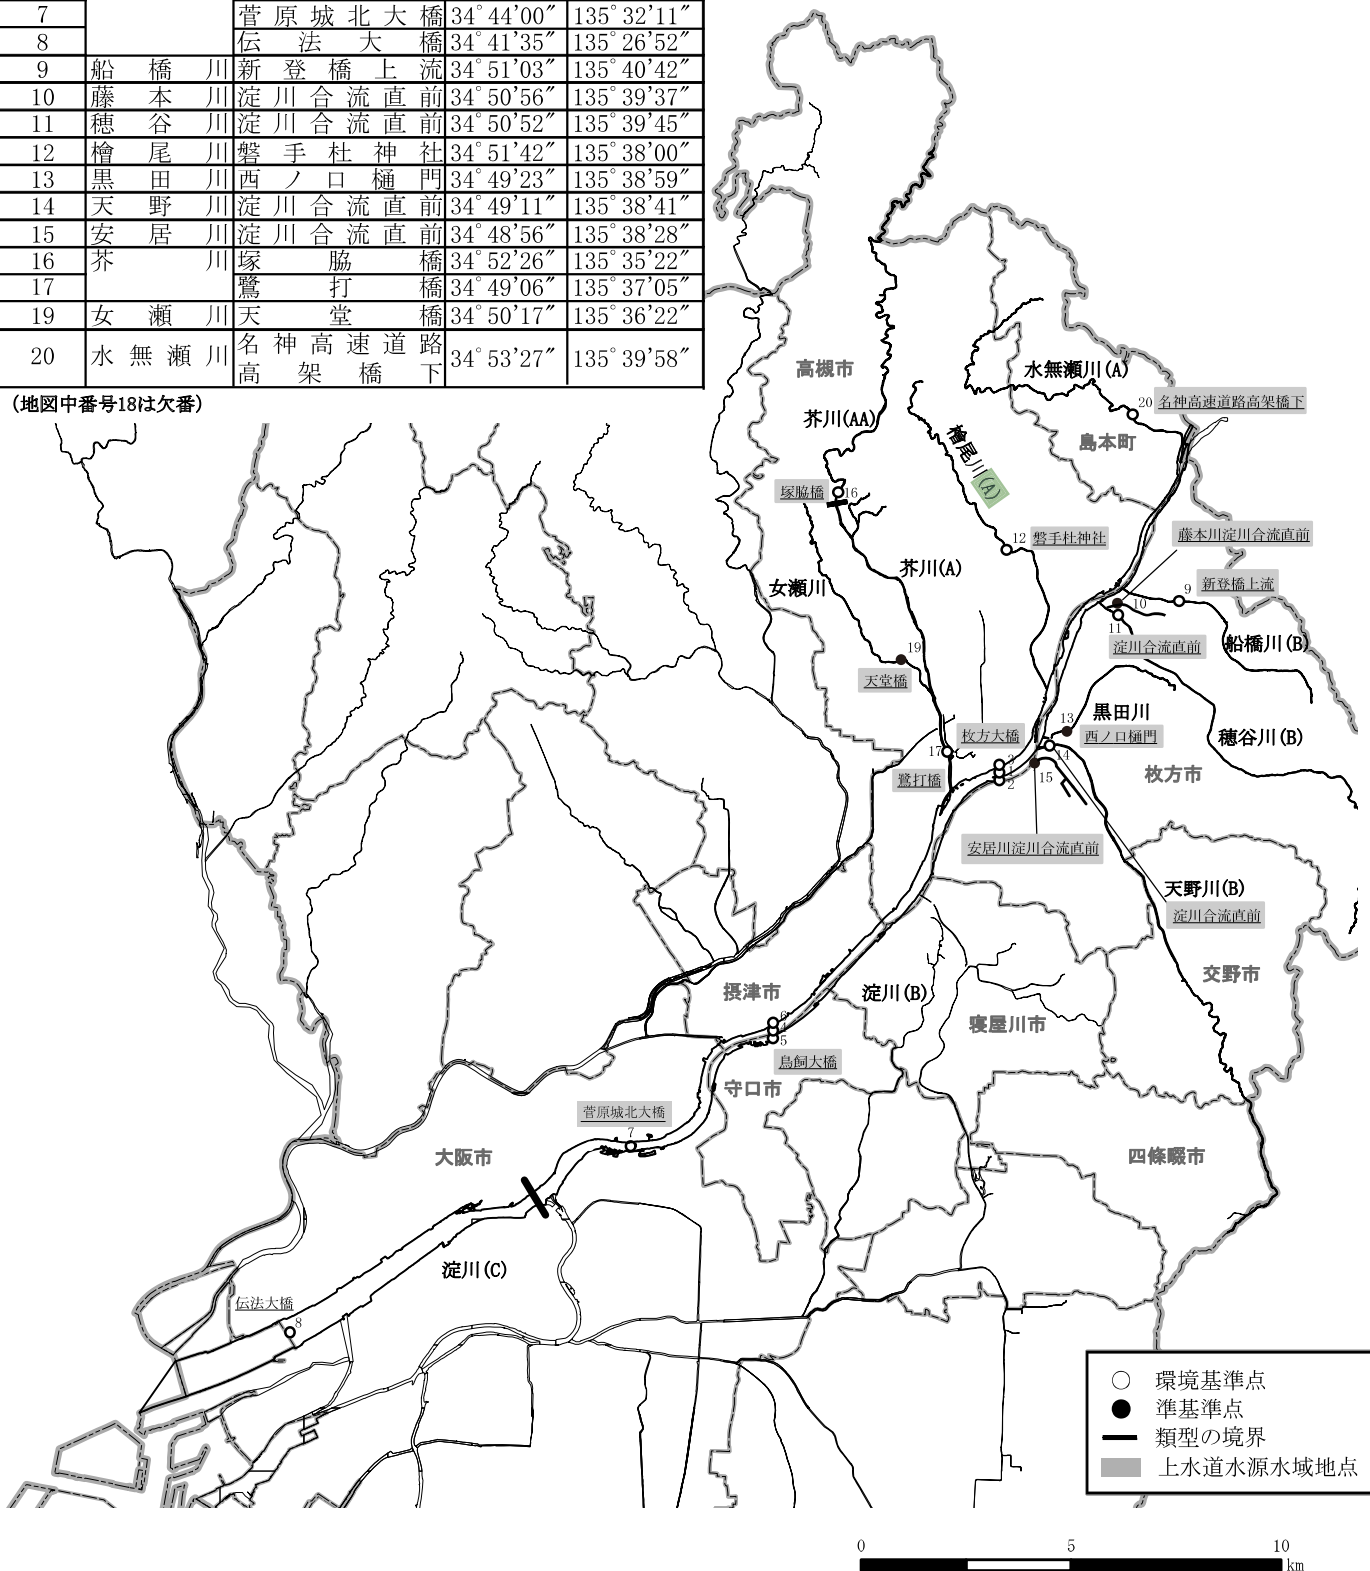 7 菅原城北大橋 34°44′00″ 135°32′11″
8 伝法大橋 34°41′35″ 135°26′52″
9 船橋川 新登橋上流 34°51′03″ 135°40′42″
10 藤本川 淀川合流直前 34°50′56″ 135°39′37″
11 穂谷川 淀川合流直前 34°50′52″ 135°39′45″
12 檜尾川 磐手杜神社 34°51′42″ 135°38′00″
13 黒田川 西ノ口樋門 34°49′23″ 135°38′59″
14 天野川 淀川合流直前 34°49′11″ 135°38′41″
15 安居川 淀川合流直前 34°48′56″ 135°38′28″
16 芥川 塚脇橋 34°52′26″ 135°35′22″
17 鷺打橋 34°49′06″ 135°37′05″
19 女瀬川 天堂橋 34°50′17″ 135°36′22″
20 水無瀬川 名神高速道路
高架橋下 34°53′27″ 135°39′58″
(地図中番号18は欠番)
高槻市
水無瀬川(A)
20 名神高速道路高架橋下
芥川(AA)
檜尾川(A)
島本町
塚脇橋
16
藤本川淀川合流直前
12 磐手杜神社
芥川(A)
女瀬川
新登橋上流
9
10
11
淀川合流直前
船橋川(B)
19
天堂橋
黒田川
13
西ノ口樋門
枚方大橋
穂谷川(B)
17
鷺打橋
3
1
2
14
15
枚方市
安居川淀川合流直前
天野川(B)
淀川合流直前
交野市
摂津市
淀川(B)
寝屋川市
6
4
5
鳥飼大橋
守口市
菅原城北大橋
7
大阪市
四條畷市
淀川(C)
伝法大橋
8
環境基準点
準基準点
類型の境界
上水道水源水域地点
0 5 10
km